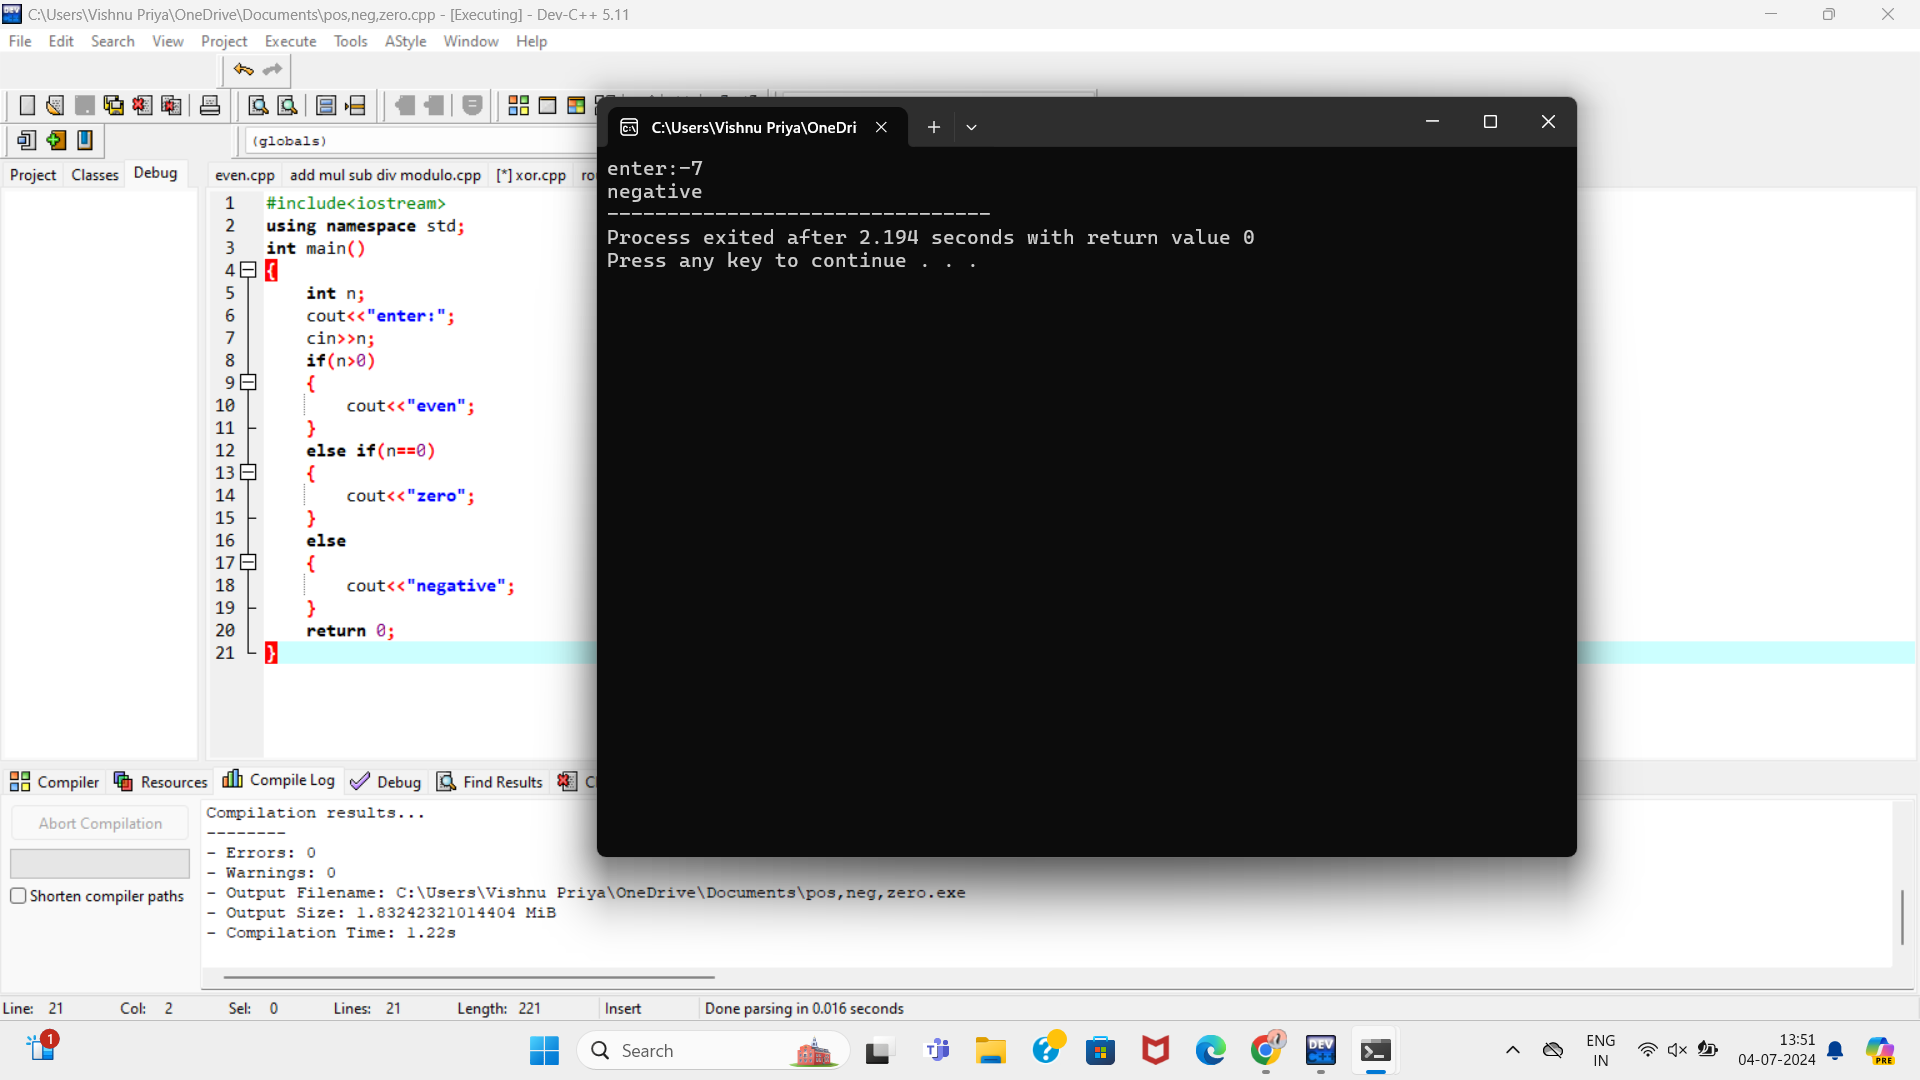 C:\Users\Vishnu Priya\OneDrive\Documents\pos,neg,zero.cpp - [Executing] - Dev-C++ 5.11
File Edit Search View Project Execute Tools AStyle Window Help
(globals)
Project Classes Debug
even.cpp add mul sub div modulo.cpp [*] xor.cpp
1 #include<iostream>
2 using namespace std;
3 int main()
4 {
5 int n;
6 cout<<"enter:";
7 cin>>n;
8 if(n>0)
9 {
10 cout<<"even";
11 }
12 else if(n==0)
13 {
14 cout<<"zero";
15 }
16 else
17 {
18 cout<<"negative";
19 }
20 return 0;
21 }
C:\Users\Vishnu Priya\OneDri
enter:-7
negative
--------------------------------
Process exited after 2.194 seconds with return value 0
Press any key to continue . . .
Compiler Resources Compile Log Debug Find Results
Abort Compilation
Shorten compiler paths
Compilation results...
--------
- Errors: 0
- Warnings: 0
- Output Filename: C:\Users\Vishnu Priya\OneDrive\Documents\pos,neg,zero.exe
- Output Size: 1.83242321014404 MiB
- Compilation Time: 1.22s
Line: 21 Col: 2 Sel: 0 Lines: 21 Length: 221 Insert Done parsing in 0.016 seconds
1
Search
DEV
ENG
IN
13:51
04-07-2024
PRE